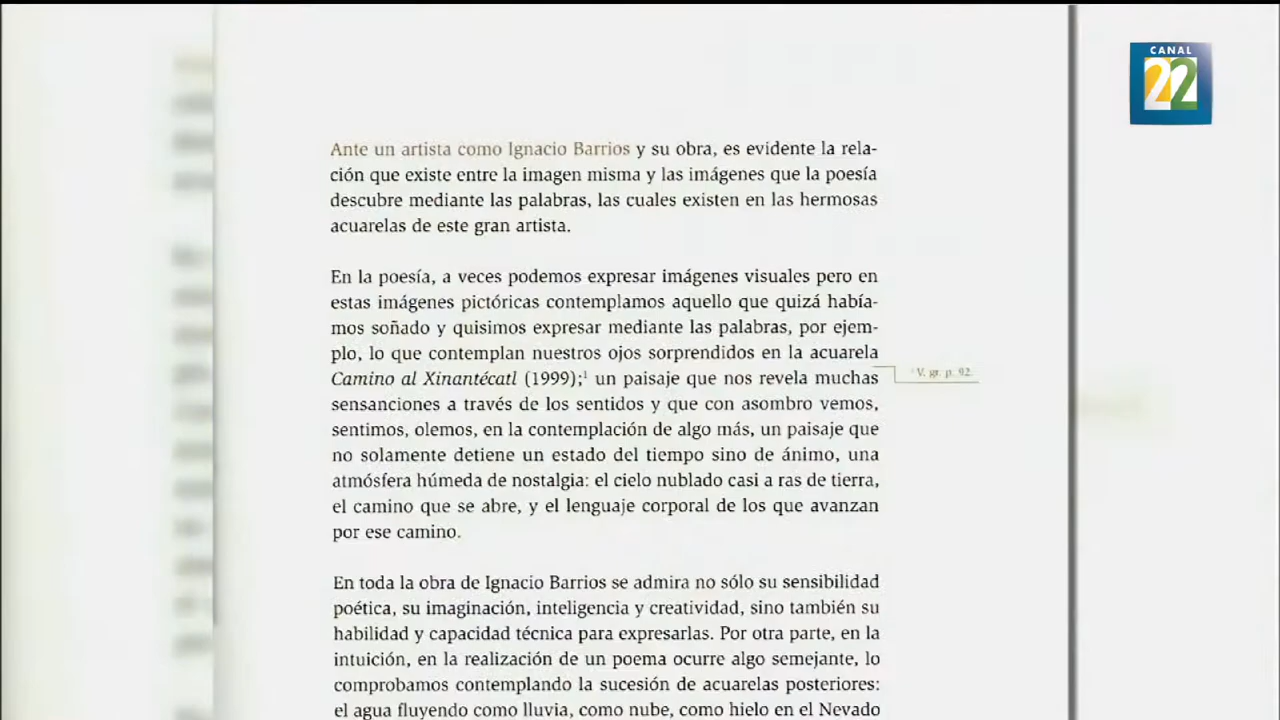 CANAL
22
Ante un artista como Ignacio Barrios y su obra, es evidente la rela-
ción que existe entre la imagen misma y las imágenes que la poesía
descubre mediante las palabras, las cuales existen en las hermosas
acuarelas de este gran artista.
En la poesía, a veces podemos expresar imágenes visuales pero en
estas imágenes pictóricas contemplamos aquello que quizá había-
mos soñado y quisimos expresar mediante las palabras, por ejem-
plo, lo que contemplan nuestros ojos sorprendidos en la acuarela
Camino al Xinantécatl (1999);¹ un paisaje que nos revela muchas
¹ V. gr. p. 92.
sensanciones a través de los sentidos y que con asombro vemos,
sentimos, olemos, en la contemplación de algo más, un paisaje que
no solamente detiene un estado del tiempo sino de ánimo, una
atmósfera húmeda de nostalgia: el cielo nublado casi a ras de tierra,
el camino que se abre, y el lenguaje corporal de los que avanzan
por ese camino.
En toda la obra de Ignacio Barrios se admira no sólo su sensibilidad
poética, su imaginación, inteligencia y creatividad, sino también su
habilidad y capacidad técnica para expresarlas. Por otra parte, en la
intuición, en la realización de un poema ocurre algo semejante, lo
comprobamos contemplando la sucesión de acuarelas posteriores:
el agua fluyendo como lluvia, como nube, como hielo en el Nevado